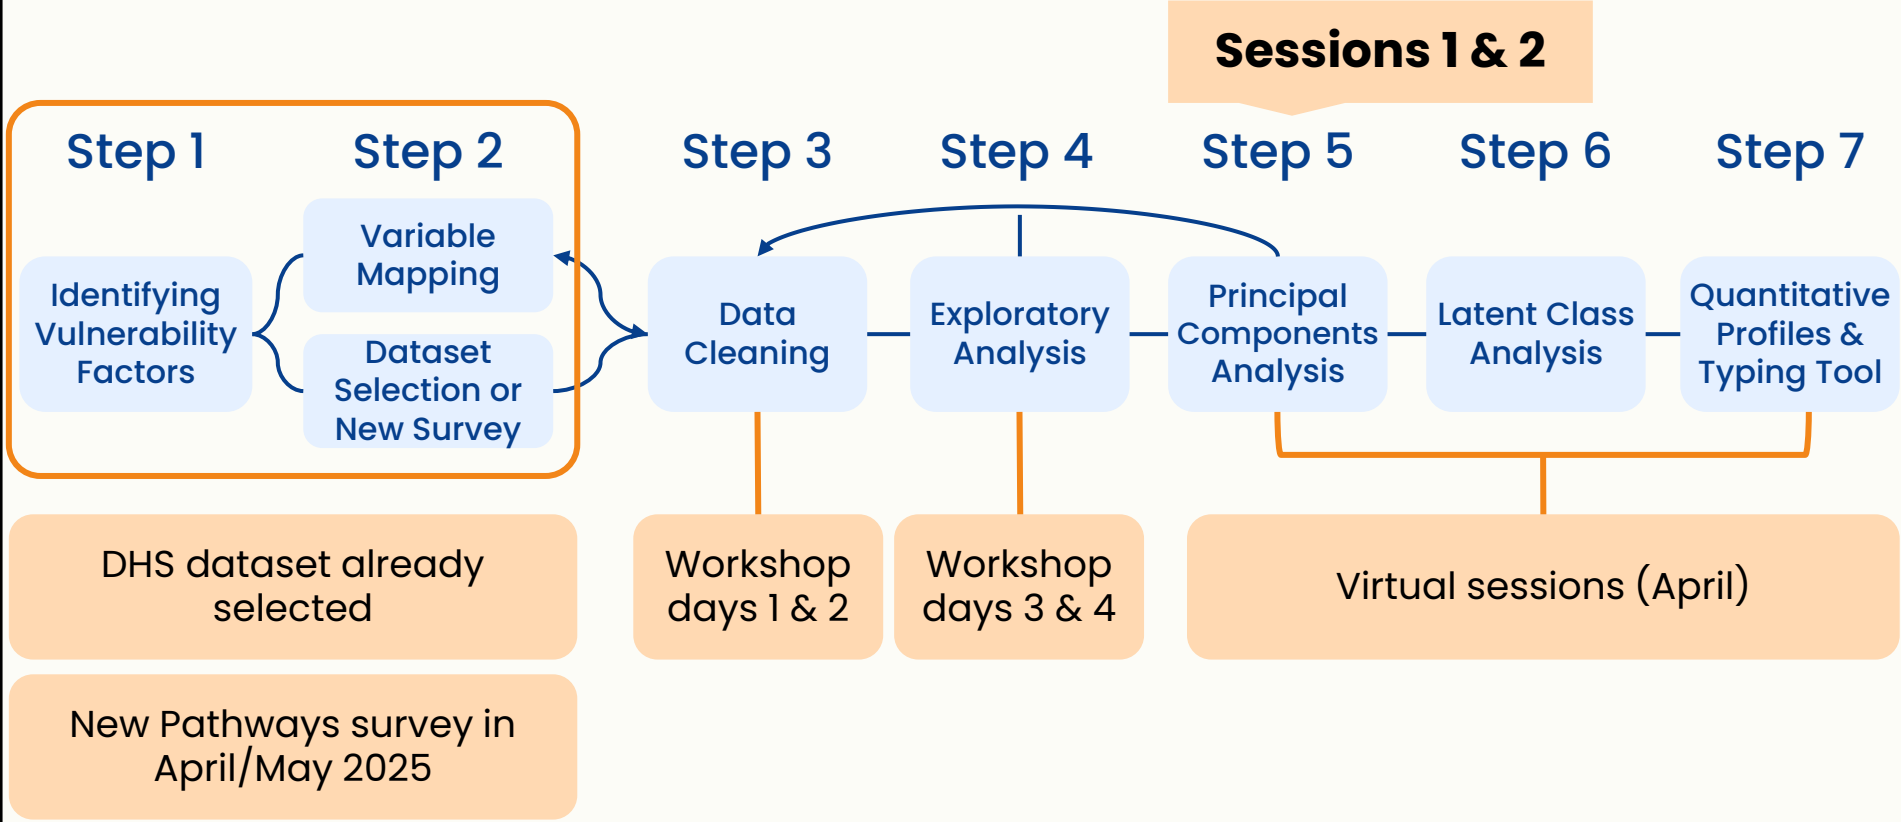 Sessions 1 & 2
Step 1
Step 2
Step 3
Step 4
Step 5
Step 6
Step 7
Identifying
Vulnerability
Factors
Variable
Mapping
Dataset
Selection or
New Survey
Data
Cleaning
Exploratory
Analysis
Principal
Components
Analysis
Latent Class
Analysis
Quantitative
Profiles &
Typing Tool
DHS dataset already
selected
Workshop
days 1 & 2
Workshop
days 3 & 4
Virtual sessions (April)
New Pathways survey in
April/May 2025